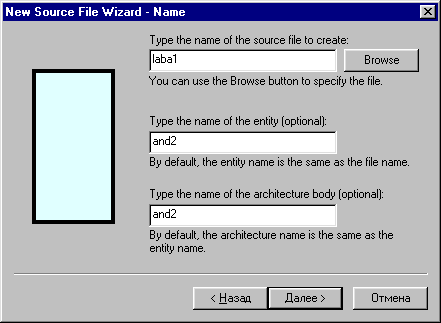 New Source File Wizard - Name
Type the name of the source file to create:
laba1
Browse
You can use the Browse button to specify the file.
Type the name of the entity (optional):
and2
By default, the entity name is the same as the file name.
Type the name of the architecture body (optional):
and2
By default, the architecture name is the same as the
entity name.
< Назад
Далее >
Отмена